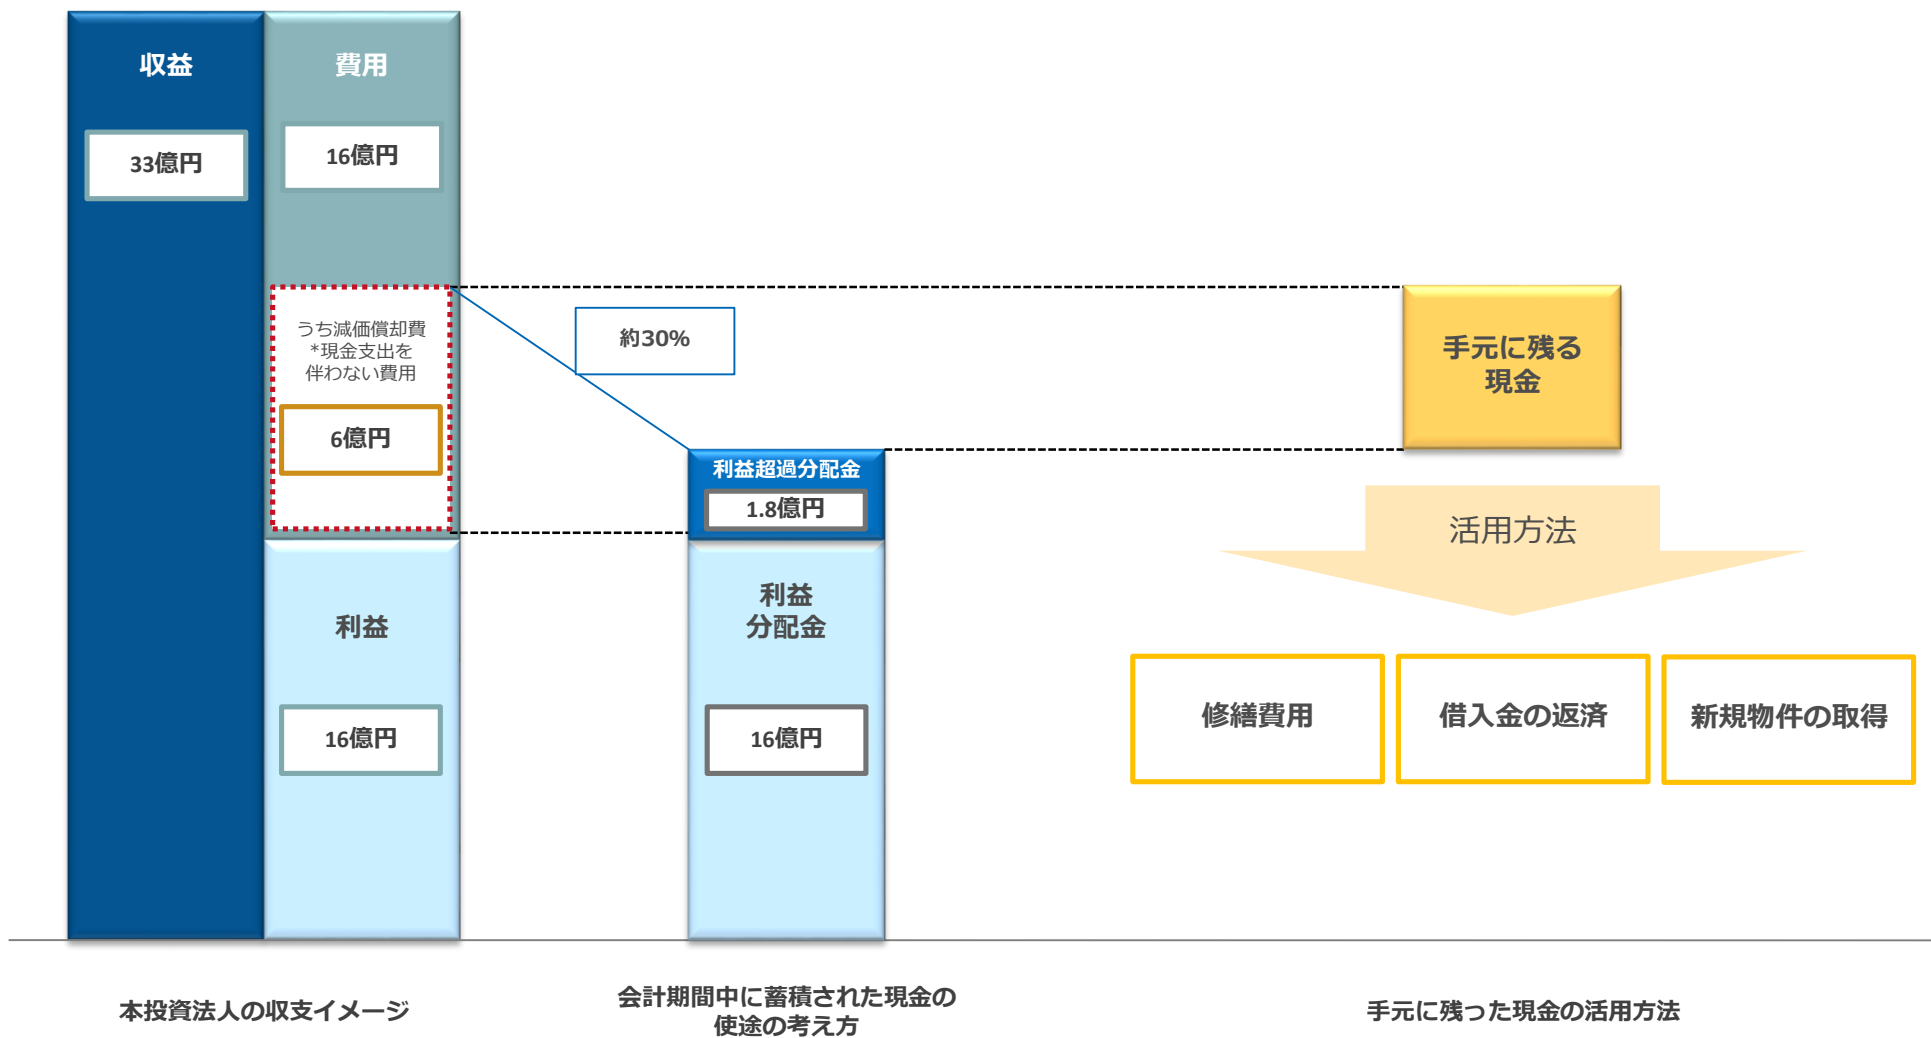 収益
33億円
費用
16億円
うち減価償却費
*現金支出を
伴わない費用
6億円
利益
16億円
約30%
利益超過分配金
1.8億円
利益
分配金
16億円
手元に残る
現金
活用方法
修繕費用
借入金の返済
新規物件の取得
本投資法人の収支イメージ
会計期間中に蓄積された現金の
使途の考え方
手元に残った現金の活用方法